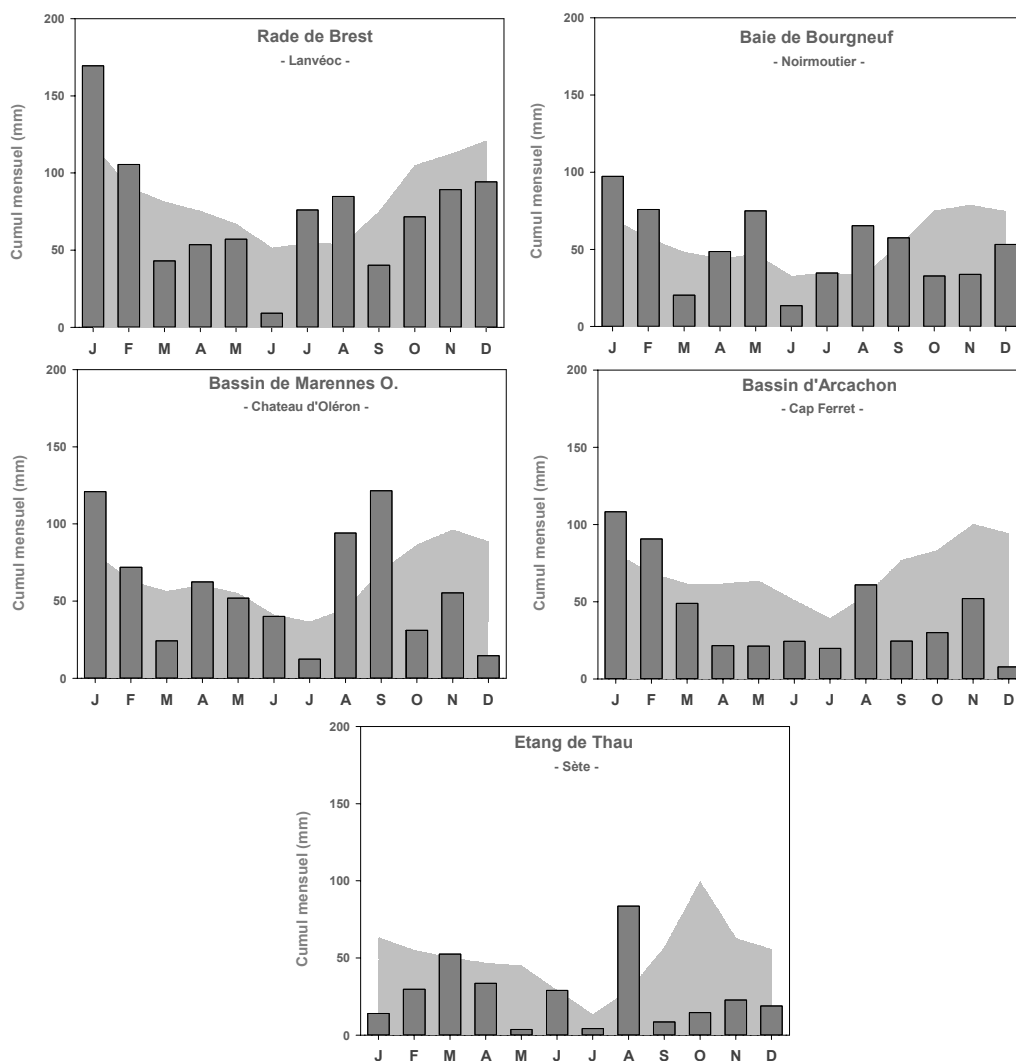 Rade de Brest
- Lanvéoc -
Cumul mensuel (mm)
200
150
100
50
0
J F M A M J J A S O N D
Baie de Bourgneuf
- Noirmoutier -
Cumul mensuel (mm)
200
150
100
50
0
J F M A M J J A S O N D
Bassin de Marennes O.
- Chateau d'Oléron -
Cumul mensuel (mm)
200
150
100
50
0
J F M A M J J A S O N D
Bassin d'Arcachon
- Cap Ferret -
Cumul mensuel (mm)
200
150
100
50
0
J F M A M J J A S O N D
Etang de Thau
- Sète -
Cumul mensuel (mm)
200
150
100
50
0
J F M A M J J A S O N D